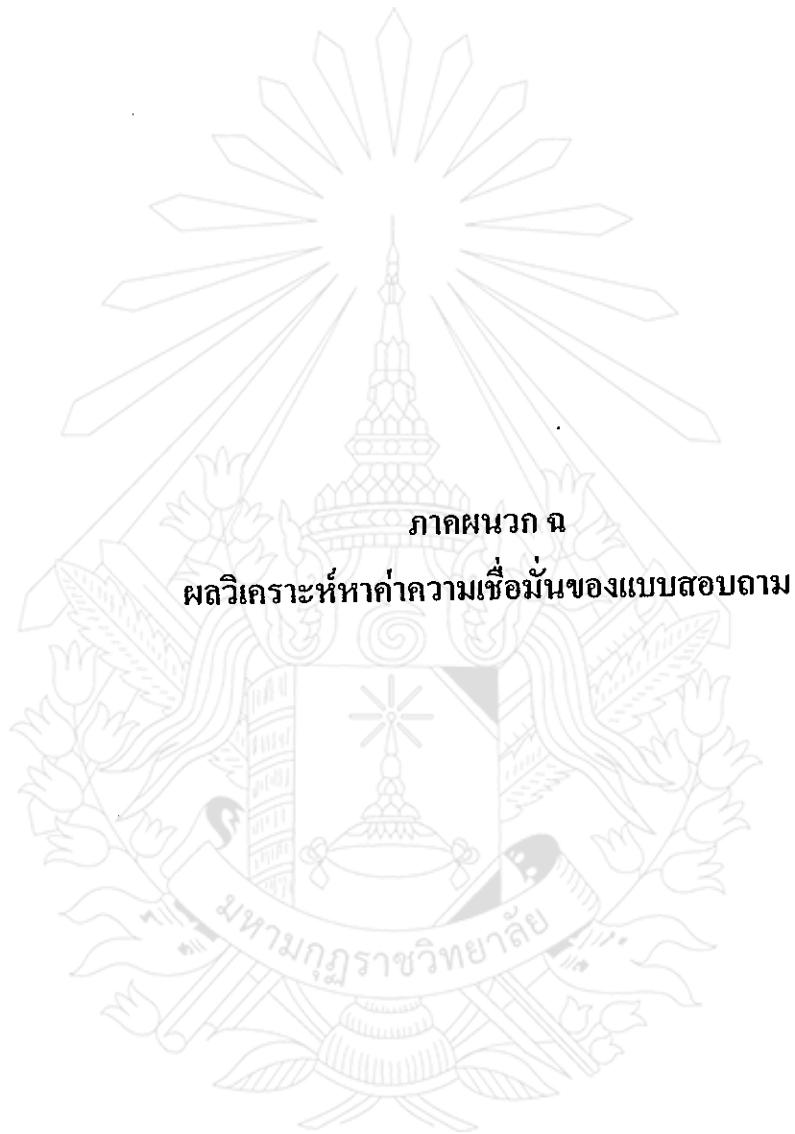 ภาคผนวก ฉ
ผลวิเคราะห์หาค่าความเชื่อมั่นของแบบสอบถาม
มหามกุฏราชวิทยาลัย